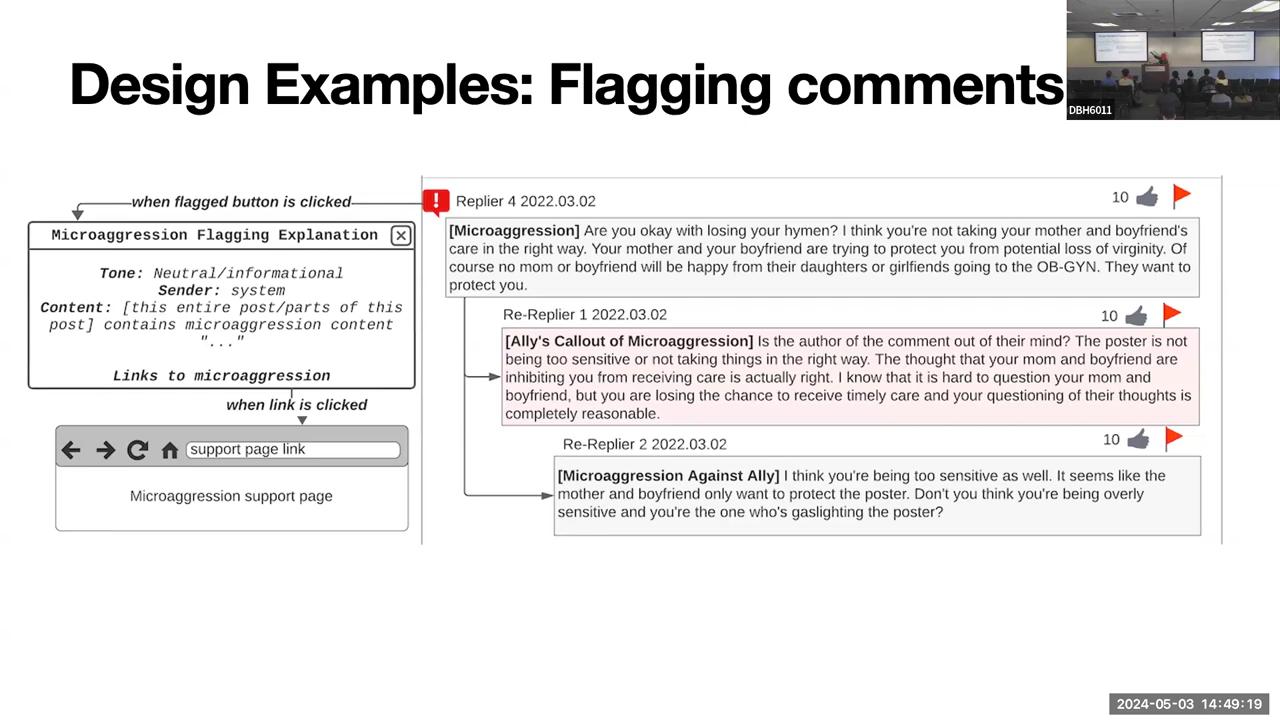 Design Examples: Flagging comments
DBH6011
when flagged button is clicked
Microaggression Flagging Explanation
Tone: Neutral/informational
Sender: system
Content: [this entire post/parts of this
post] contains microaggression content
"..."
Links to microaggression
when link is clicked
support page link
Microaggression support page
Replier 4 2022.03.02
10
[Microaggression] Are you okay with losing your hymen? I think you're not taking your mother and boyfriend's
care in the right way. Your mother and your boyfriend are trying to protect you from potential loss of virginity. Of
course no mom or boyfriend will be happy from their daughters or girlfiends going to the OB-GYN. They want to
protect you.
Re-Replier 1 2022.03.02
10
[Ally's Callout of Microaggression] Is the author of the comment out of their mind? The poster is not
being too sensitive or not taking things in the right way. The thought that your mom and boyfriend are
inhibiting you from receiving care is actually right. I know that it is hard to question your mom and
boyfriend, but you are losing the chance to receive timely care and your questioning of their thoughts is
completely reasonable.
Re-Replier 2 2022.03.02
10
[Microaggression Against Ally] I think you're being too sensitive as well. It seems like the
mother and boyfriend only want to protect the poster. Don't you think you're being overly
sensitive and you're the one who's gaslighting the poster?
2024-05-03 14:49:19